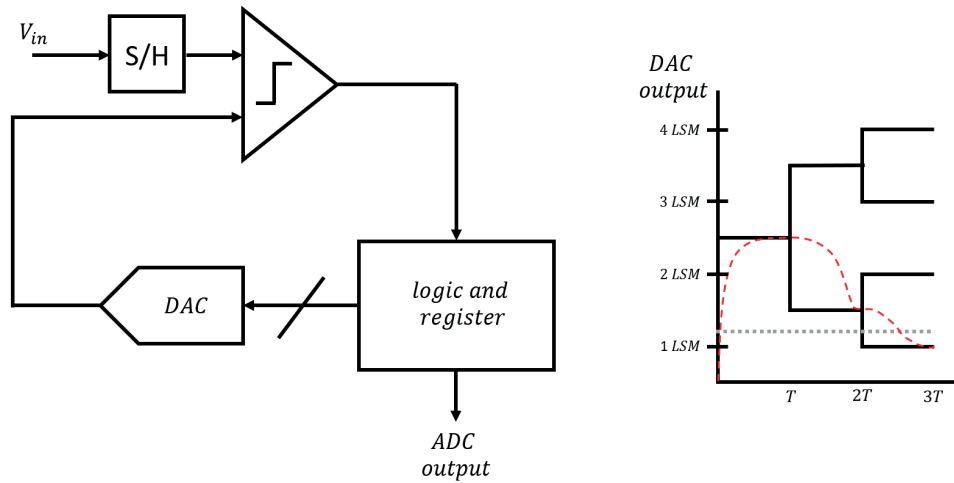 V_in
S/H
DAC
logic and
register
ADC
output
DAC
output
4 LSM
3 LSM
2 LSM
1 LSM
T
2T
3T